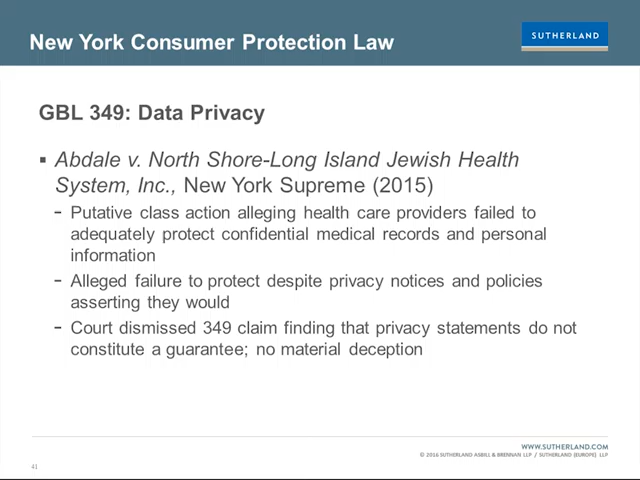 New York Consumer Protection Law
SUTHERLAND
GBL 349: Data Privacy
▪ Abdale v. North Shore-Long Island Jewish Health
System, Inc., New York Supreme (2015)
- Putative class action alleging health care providers failed to
adequately protect confidential medical records and personal
information
- Alleged failure to protect despite privacy notices and policies
asserting they would
- Court dismissed 349 claim finding that privacy statements do not
constitute a guarantee; no material deception
WWW.SUTHERLAND.COM
© 2016 SUTHERLAND ASBILL & BRENNAN LLP / SUTHERLAND (EUROPE) LLP
41